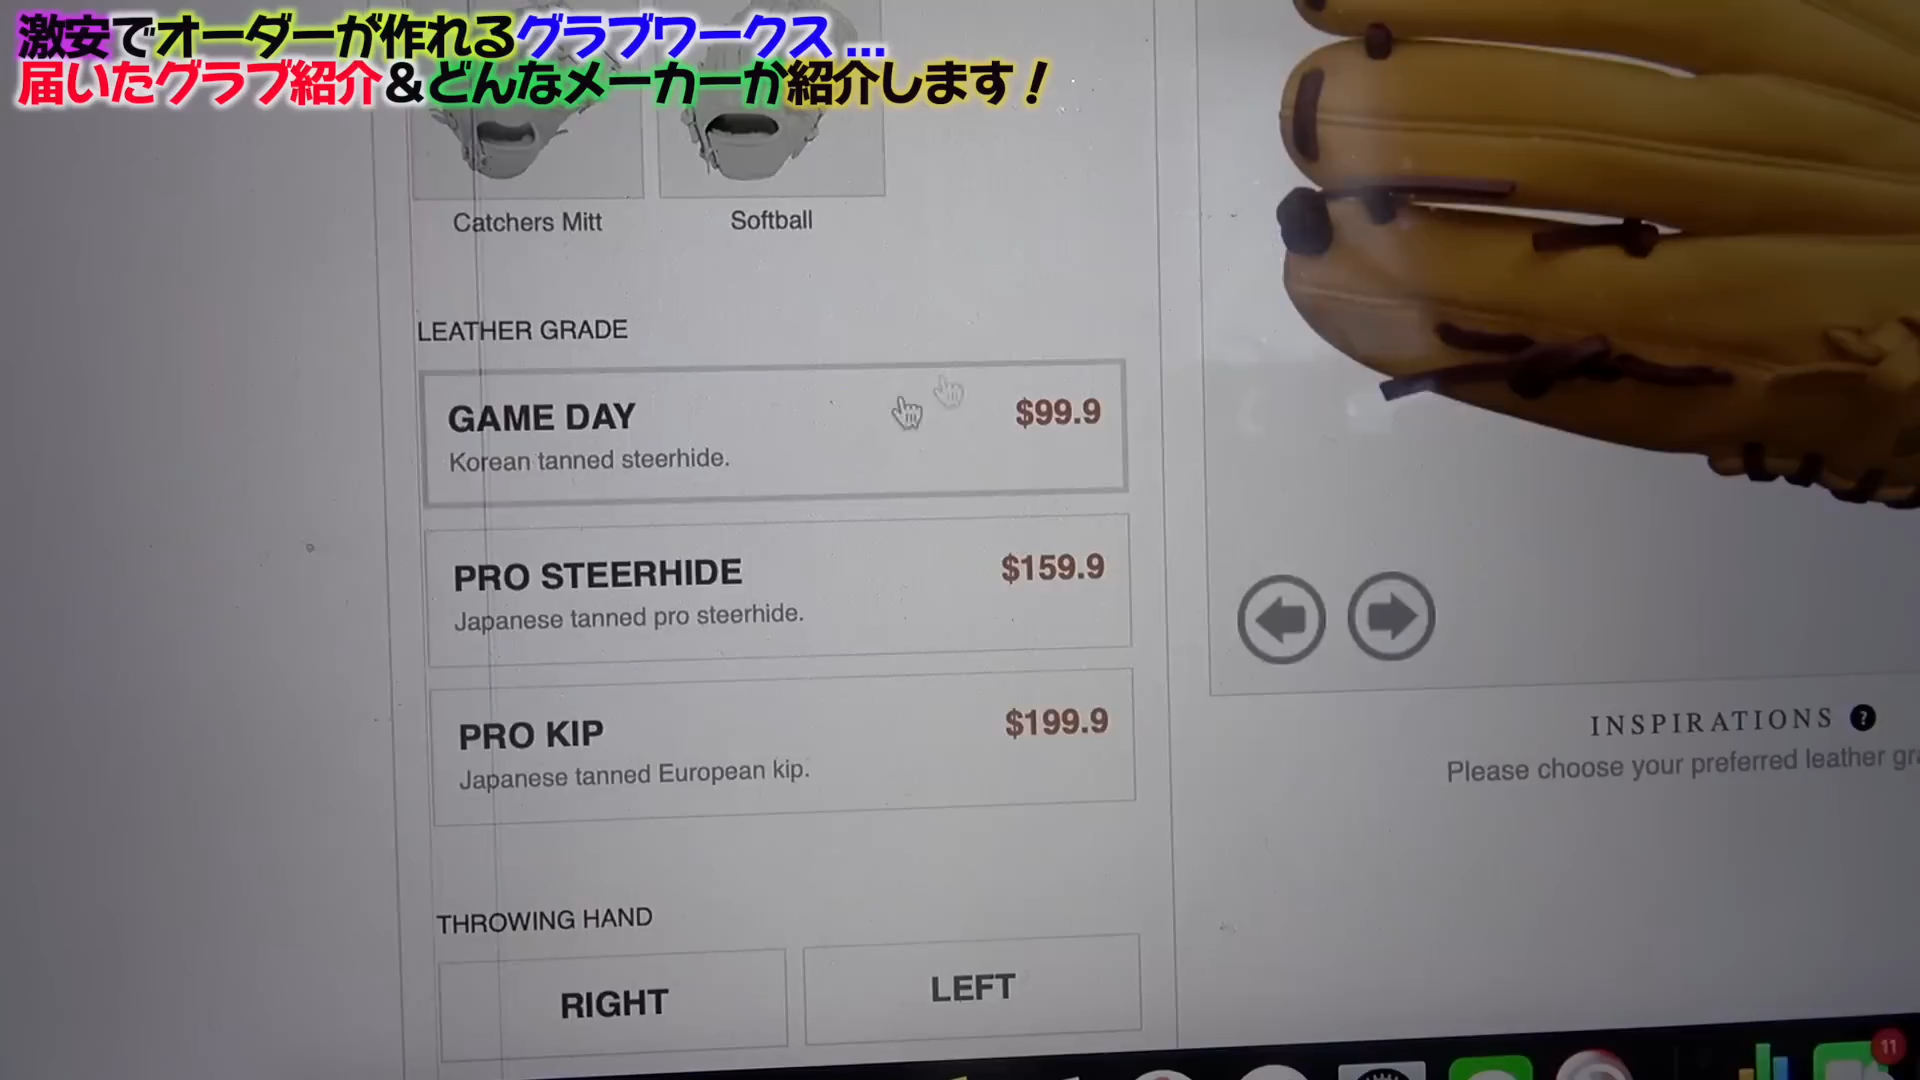 激安でオーダーが作れるグラブワークス...
届いたグラブ紹介&どんなメーカーか紹介します!
Catchers Mitt
Softball
LEATHER GRADE
GAME DAY
$99.9
Korean tanned steerhide.
PRO STEERHIDE
$159.9
Japanese tanned pro steerhide.
PRO KIP
$199.9
Japanese tanned European kip.
INSPIRATIONS ?
Please choose your preferred leather
THROWING HAND
RIGHT
LEFT
11